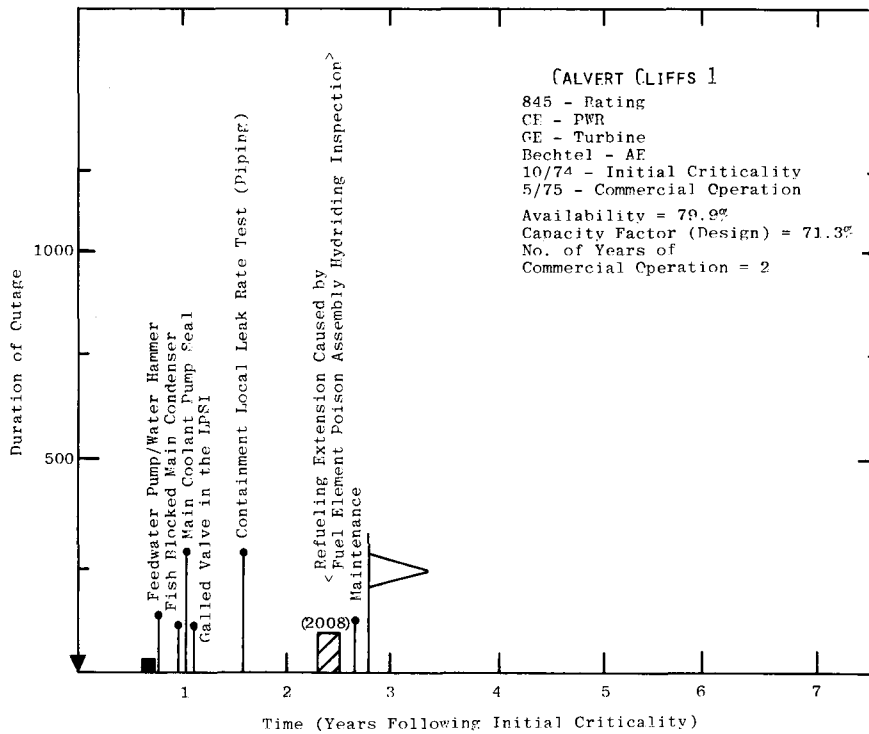 CALVERT CLIFFS 1
845 - Rating
CE - PWR
GE - Turbine
Bechtel - AE
10/74 - Initial Criticality
5/75 - Commercial Operation
Availability = 79.9%
Capacity Factor (Design) = 71.3%
No. of Years of
Commercial Operation = 2
Duration of Outage
1000
500
Feedwater Pump/Water Hammer
Fish Blocked Main Condenser
Main Coolant Pump Seal
Galled Valve in the LPSI
Containment Local Leak Rate Test (Piping)
<Refueling Extension Caused by
Fuel Element Poison Assembly Hydriding Inspection>
Maintenance
(2008)
1 2 3 4 5 6 7
Time (Years Following Initial Criticality)